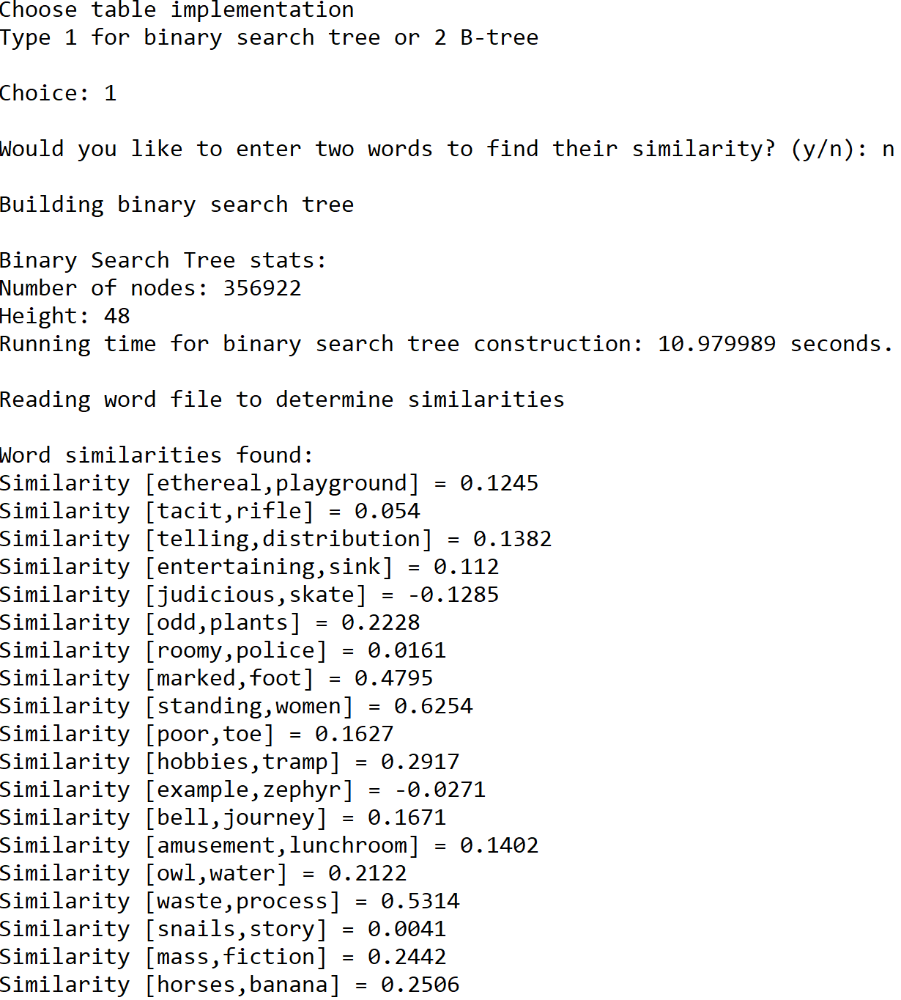 Choose table implementation
Type 1 for binary search tree or 2 B-tree
Choice: 1
Would you like to enter two words to find their similarity? (y/n): n
Building binary search tree
Binary Search Tree stats:
Number of nodes: 356922
Height: 48
Running time for binary search tree construction: 10.979989 seconds.
Reading word file to determine similarities
Word similarities found:
Similarity [ethereal,playground] = 0.1245
Similarity [tacit,rifle] = 0.054
Similarity [telling,distribution] = 0.1382
Similarity [entertaining,sink] = 0.112
Similarity [judicious,skate] = -0.1285
Similarity [odd,plants] = 0.2228
Similarity [roomy,police] = 0.0161
Similarity [marked,foot] = 0.4795
Similarity [standing,women] = 0.6254
Similarity [poor,toe] = 0.1627
Similarity [hobbies,tramp] = 0.2917
Similarity [example,zephyr] = -0.0271
Similarity [bell,journey] = 0.1671
Similarity [amusement,lunchroom] = 0.1402
Similarity [owl,water] = 0.2122
Similarity [waste,process] = 0.5314
Similarity [snails,story] = 0.0041
Similarity [mass,fiction] = 0.2442
Similarity [horses,banana] = 0.2506